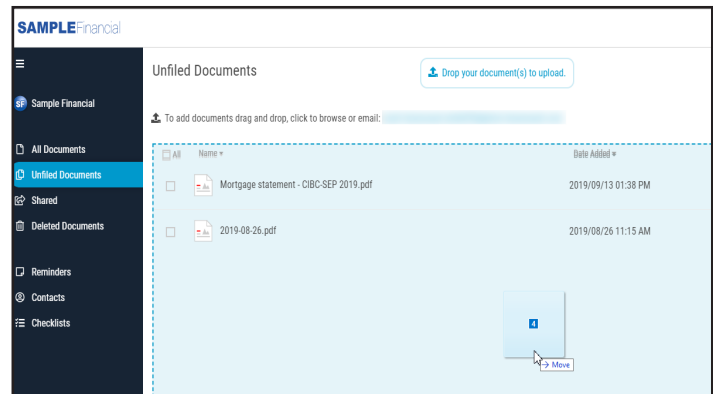 SAMPLEFinancial
Unfiled Documents
Drop your document(s) to upload.
SF Sample Financial
To add documents drag and drop, click to browse or email:
All Documents
All Name Date Added
Unfiled Documents
Mortgage statement - CIBC-SEP 2019.pdf 2019/09/13 01:38 PM
Shared
Deleted Documents
2019-08-26.pdf 2019/08/26 11:15 AM
Reminders
Contacts
Checklists
4
Move